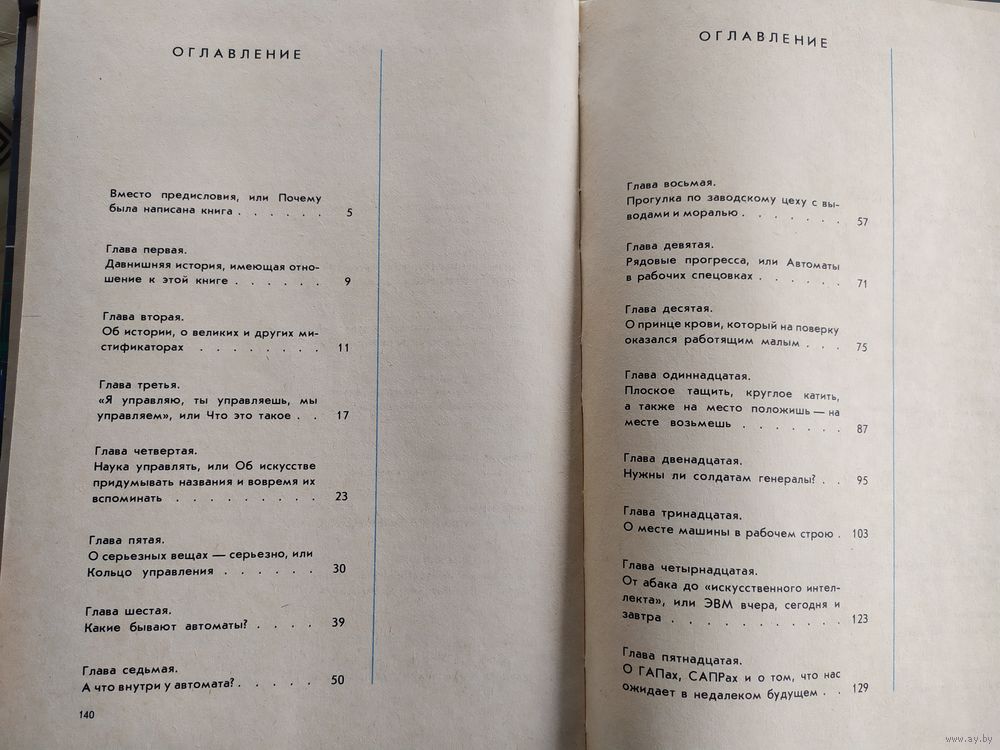 ОГЛАВЛЕНИЕ
Вместо предисловия, или Почему
была написана книга . . . . . . 5
Глава первая.
Давнишняя история, имеющая отно-
шение к этой книге . . . . . . 9
Глава вторая.
Об истории, о великих и других ми-
стификаторах . . . . . . . . 11
Глава третья.
«Я управляю, ты управляешь, мы
управляем», или Что это такое . . 17
Глава четвертая.
Наука управлять, или Об искусстве
придумывать названия и вовремя их
вспоминать . . . . . . . . . 23
Глава пятая.
О серьезных вещах — серьезно, или
Кольцо управления . . . . . . 30
Глава шестая.
Какие бывают автоматы? . . . . 39
Глава седьмая.
А что внутри у автомата? . . . . . 50
140
ОГЛАВЛЕНИЕ
Глава восьмая.
Прогулка по заводскому цеху с вы-
водами и моралью . . . . . . . 57
Глава девятая.
Рядовые прогресса, или Автоматы
в рабочих спецовках . . . . . . 71
Глава десятая.
О принце крови, который на поверку
оказался работящим малым . . . 75
Глава одиннадцатая.
Плоское тащить, круглое катить,
а также на место положишь — на
месте возьмешь . . . . . . . 87
Глава двенадцатая.
Нужны ли солдатам генералы? . . 95
Глава тринадцатая.
О месте машины в рабочем строю . 103
Глава четырнадцатая.
От абака до «искусственного интел-
лекта», или ЭВМ вчера, сегодня и
завтра . . . . . . . . . . 123
Глава пятнадцатая.
О ГАПах, САПРах и о том, что нас
ожидает в недалеком будущем . . 129
www.ay.by